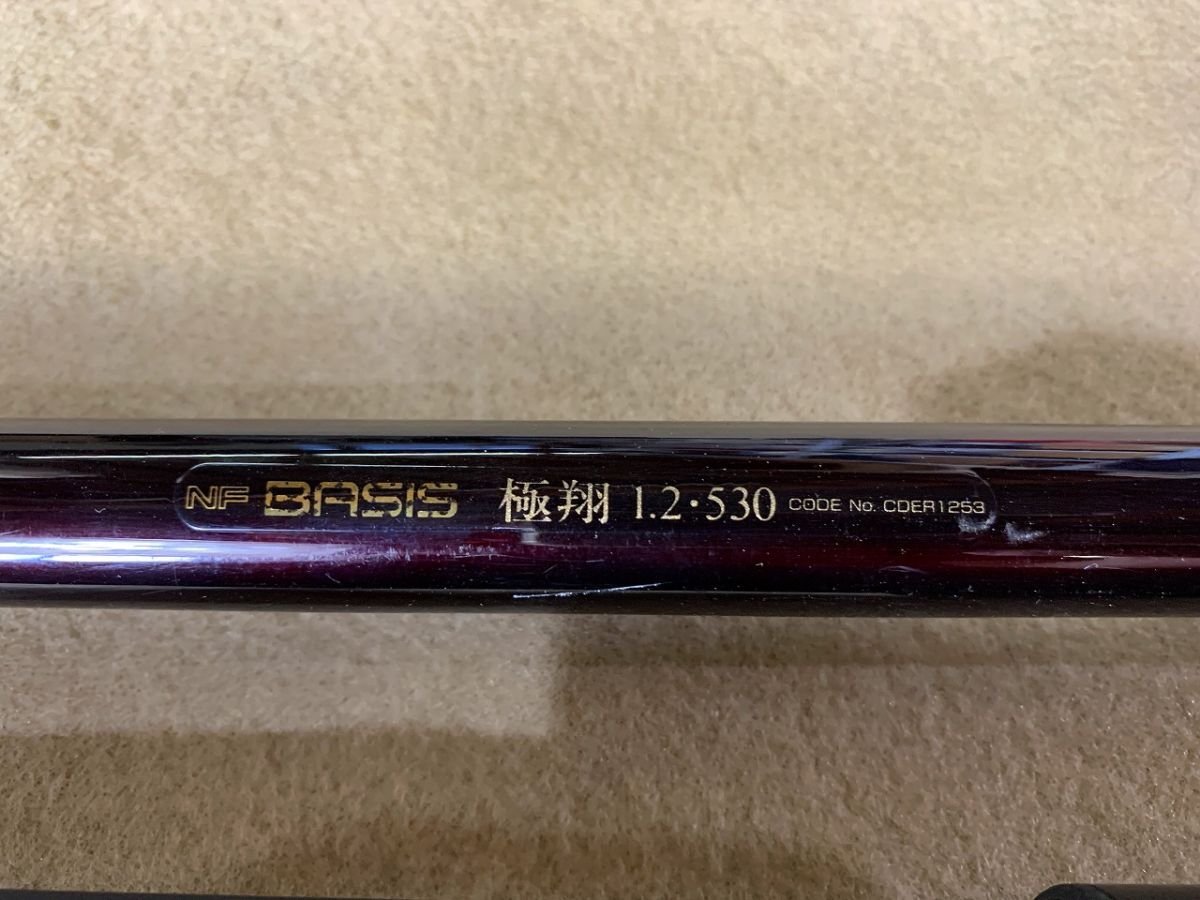 NF BASIS 極翔 1.2・530 CODE No. CDER1253